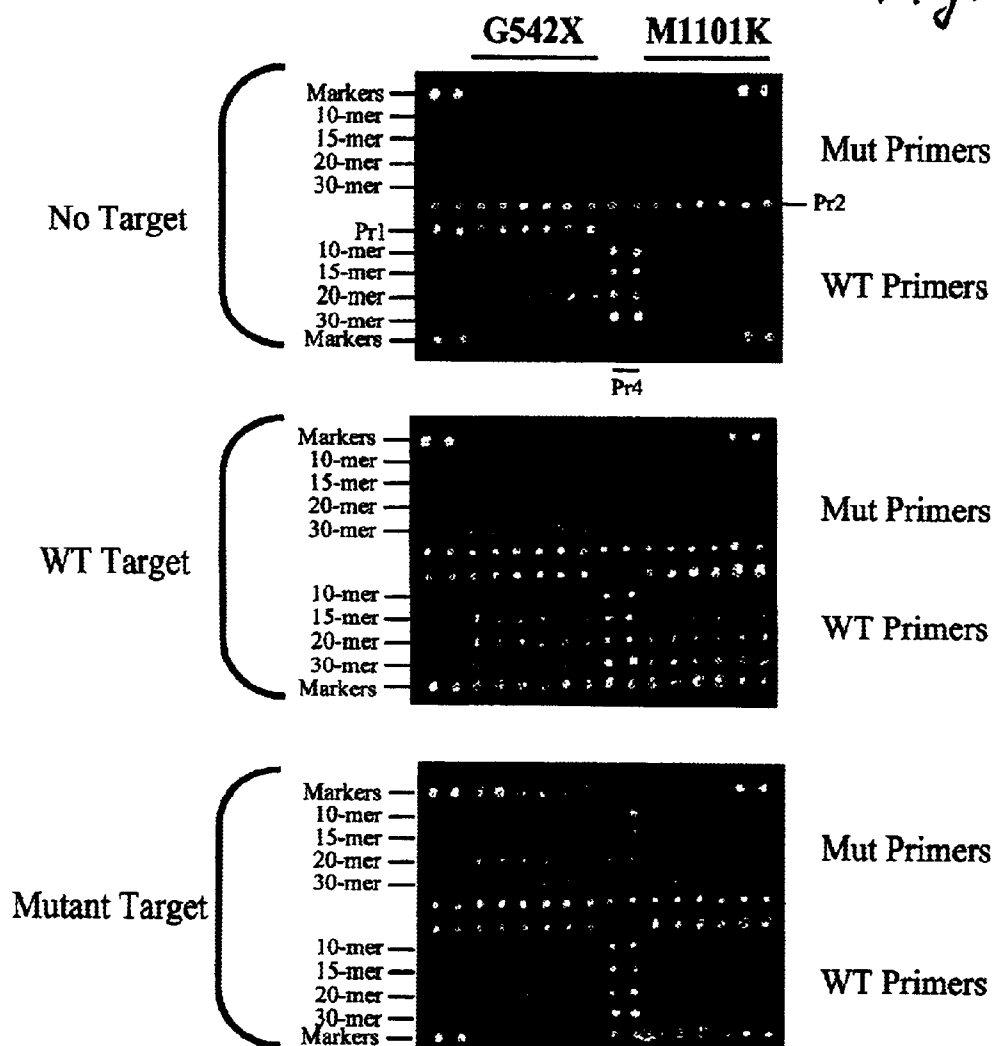 G542X M1101K
Markers
10-mer
15-mer
20-mer
30-mer
Mut Primers
No Target
Pr2
Pr1
10-mer
15-mer
20-mer
30-mer
Markers
WT Primers
Pr4
Markers
10-mer
15-mer
20-mer
30-mer
Mut Primers
WT Target
10-mer
15-mer
20-mer
30-mer
Markers
WT Primers
Markers
10-mer
15-mer
20-mer
30-mer
Mut Primers
Mutant Target
10-mer
15-mer
20-mer
30-mer
Markers
WT Primers